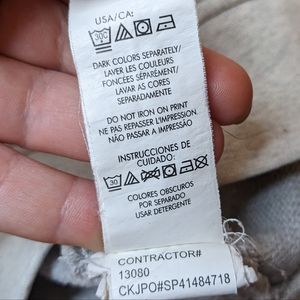 USA/CA:
30C
DARK COLORS SEPARATELY/
LAVER LES COULEURS
FONCÉES SÉPARÉMENT/
LAVAR AS CORES
SEPARADAMENTE
DO NOT IRON ON PRINT
NE PAS REPASSER L'IMPRESSION.
NÃO PASSAR A IMPRESSÃO
INSTRUCCIONES DE
CUIDADO:
30
COLORES OBSCUROS
POR SEPARADO
USAR DETERGENTE
CONTRACTOR#
13080
CKJPO#SP41484718